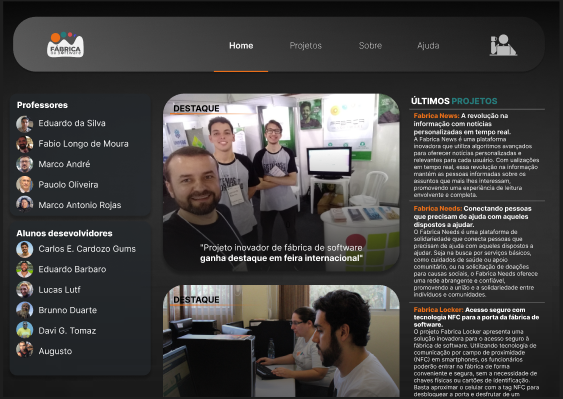 FÁBRICA
DE SOFTWARE
Home
Projetos
Sobre
Ajuda
Professores
Eduardo da Silva
Fabio Longo de Moura
Marco André
Pauolo Oliveira
Marco Antonio Rojas
Alunos desevolvidores
Carlos E. Cardozo Gums
Eduardo Barbaro
Lucas Lutf
Brunno Duarte
Davi G. Tomaz
Augusto
DESTAQUE
"Projeto inovador de fábrica de software
ganha destaque em feira internacional"
DESTAQUE
ÚLTIMOS PROJETOS
Fabrica News: A revolução na
informação com notícias
personalizadas em tempo real.
A Fabrica News é uma plataforma
inovadora que utiliza algoritmos avançados
para oferecer notícias personalizadas e
relevantes para cada usuário. Com ualizações
em tempo real, essa revolução na informação
mantém as pessoas informadas sobre os
assuntos que mais lhes interessam,
promovendo uma experiência de leitura
envolvente e completa.
Fabrica Needs: Conectando pessoas
que precisam de ajuda com aqueles
dispostos a ajudar.
O Fabrica Needs é uma plataforma de
solidariedade que conecta pessoas que
precisam de ajuda com aqueles dispostos a
ajudar. Seja na busca por serviços básicos,
como cuidados de saúde ou apoio
comunitário, ou na solicitação de doações
para causas sociais, o Fabrica Needs oferece
uma rede abrangente e confiável,
promovendo a união e a solidariedade entre
indivíduos e comunidades.
Fabrica Locker: Acesso seguro com
tecnologia NFC para a porta da fábrica de
software.
O projeto Fabrica Locker apresenta uma
solução inovadora para o acesso seguro à
fábrica de software. Utilizando tecnologia de
comunicação por campo de proximidade
(NFC) em smartphones, os funcionários
poderão entrar na fábrica de forma
conveniente e segura, sem a necessidade de
chaves físicas ou cartões de identificação.
Basta aproximar o celular com a tag NFC para
desbloquear a porta e desfrutar de um